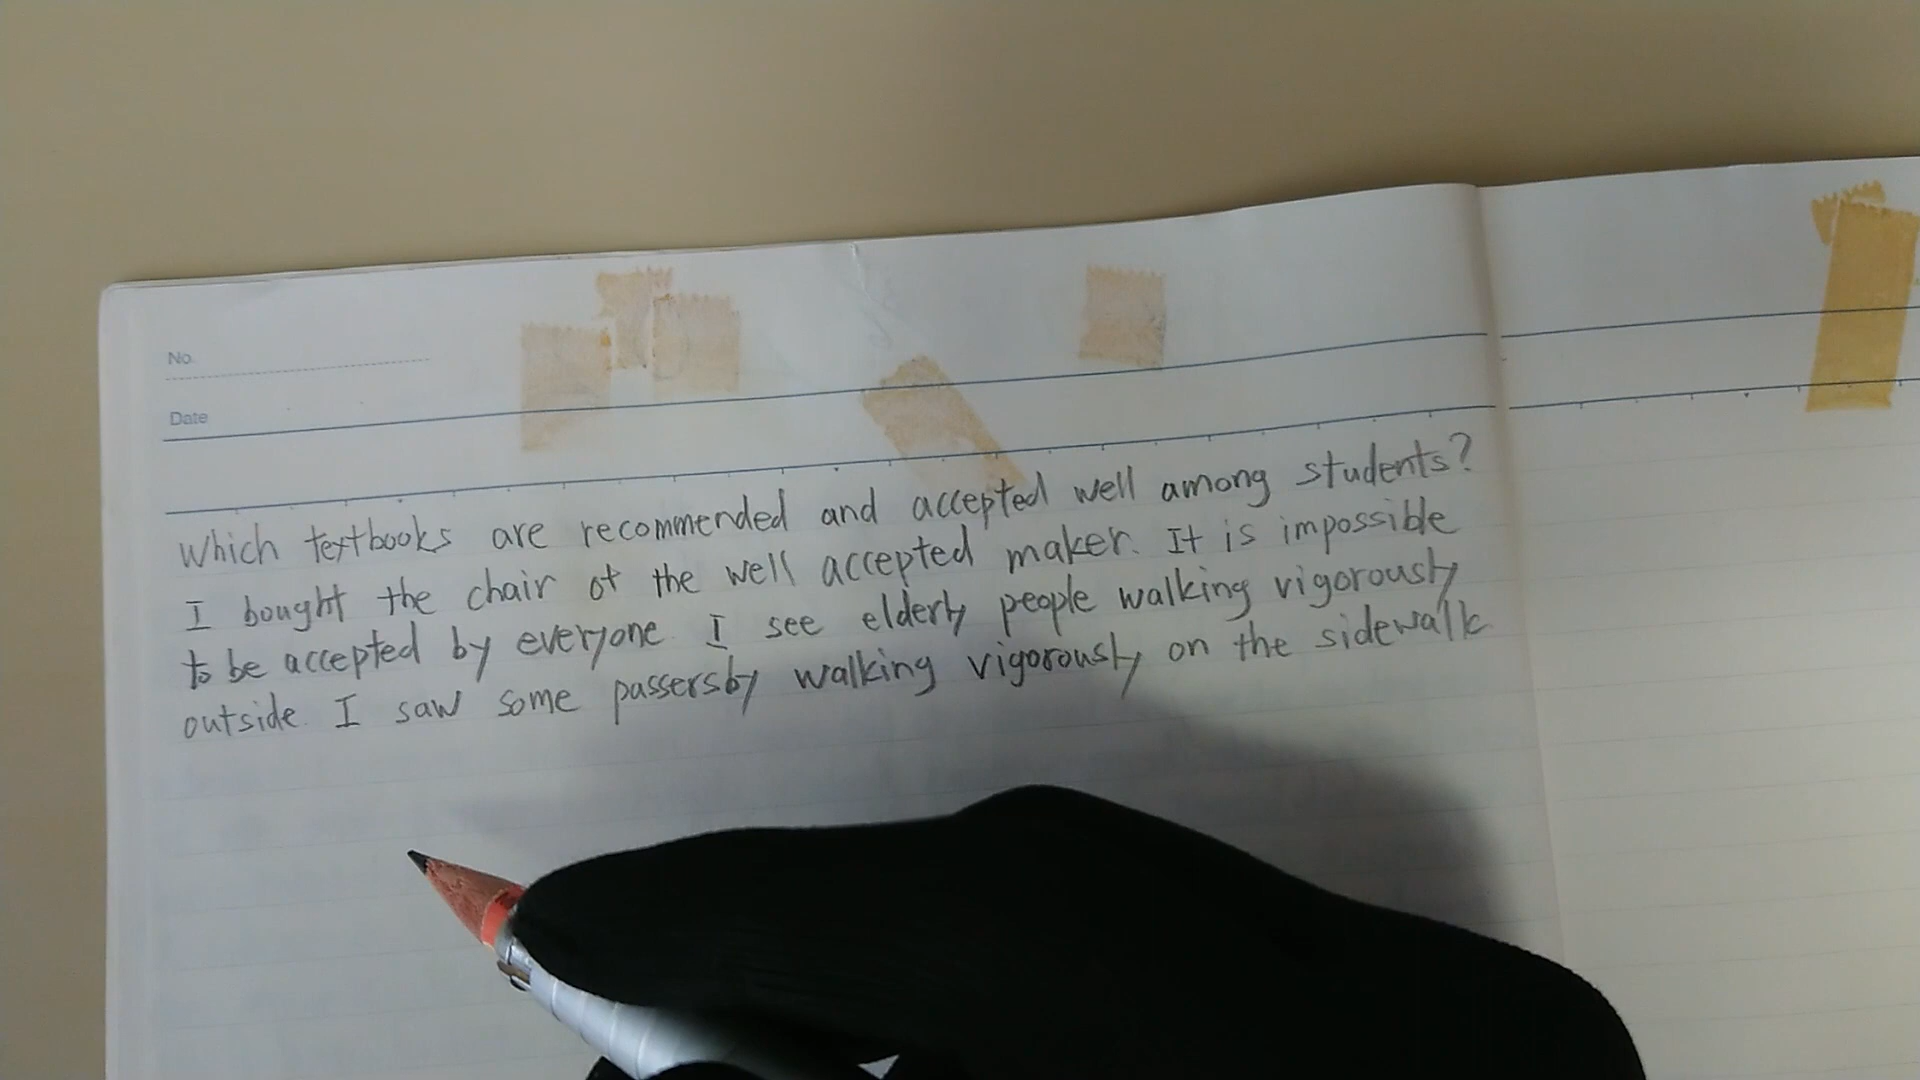 No.
Date
Which textbooks are recommended and accepted well among students?
I bought the chair of the well accepted maker. It is impossible
to be accepted by everyone. I see elderly people walking vigorously
outside. I saw some passersby walking vigorously on the sidewalk.